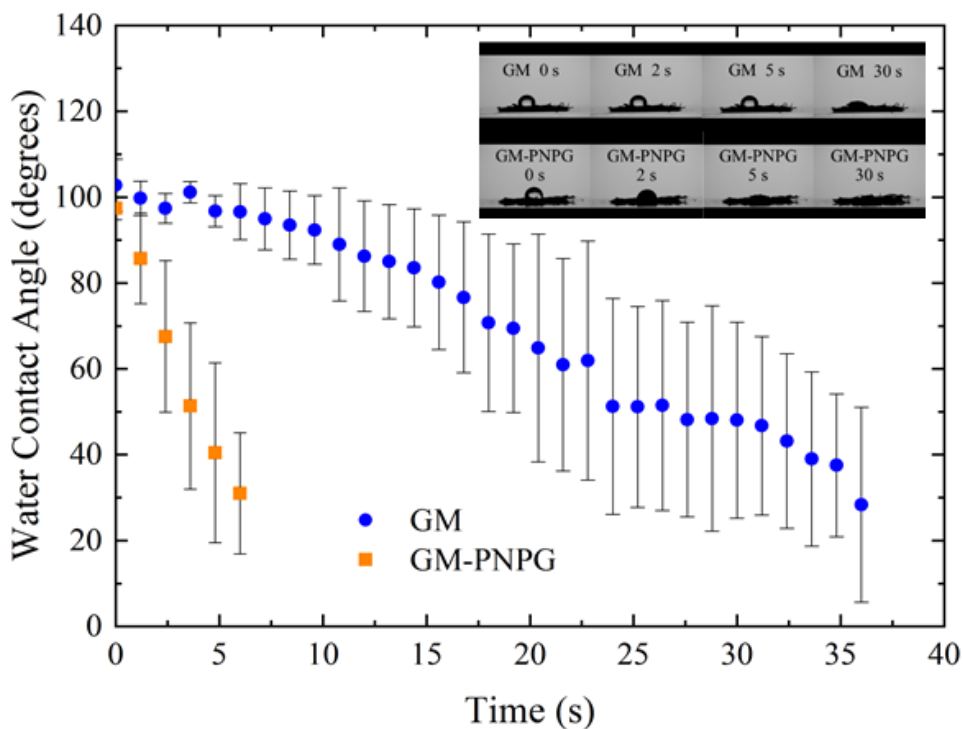 140
120
100
80
60
40
20
0
Water Contact Angle (degrees)
GM 0 s
GM 2 s
GM 5 s
GM 30 s
GM-PNPG
0 s
GM-PNPG
2 s
GM-PNPG
5 s
GM-PNPG
30 s
GM
GM-PNPG
0
5
10
15
20
25
30
35
40
Time (s)